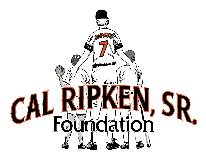 7
CAL RIPKEN, SR.
Foundation